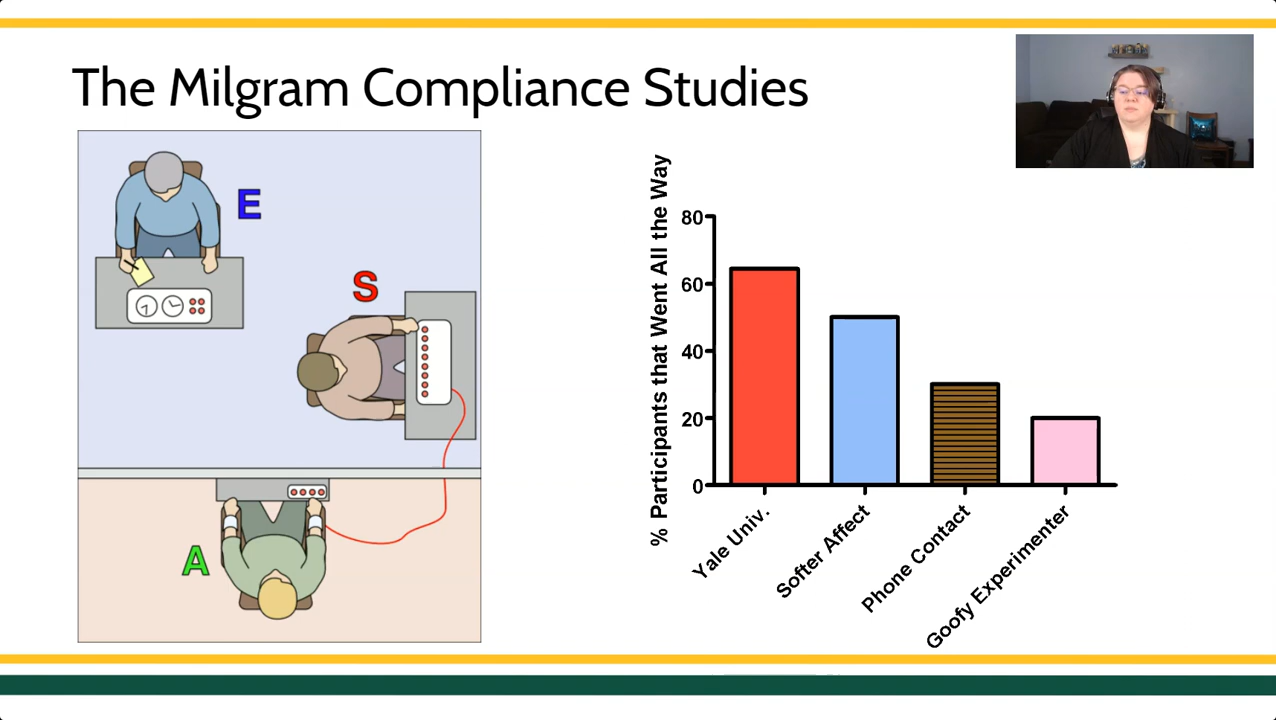 The Milgram Compliance Studies
E
S
A
% Participants that Went All the Way
80
60
40
20
0
Yale Univ.
Softer Affect
Phone Contact
Goofy Experimenter